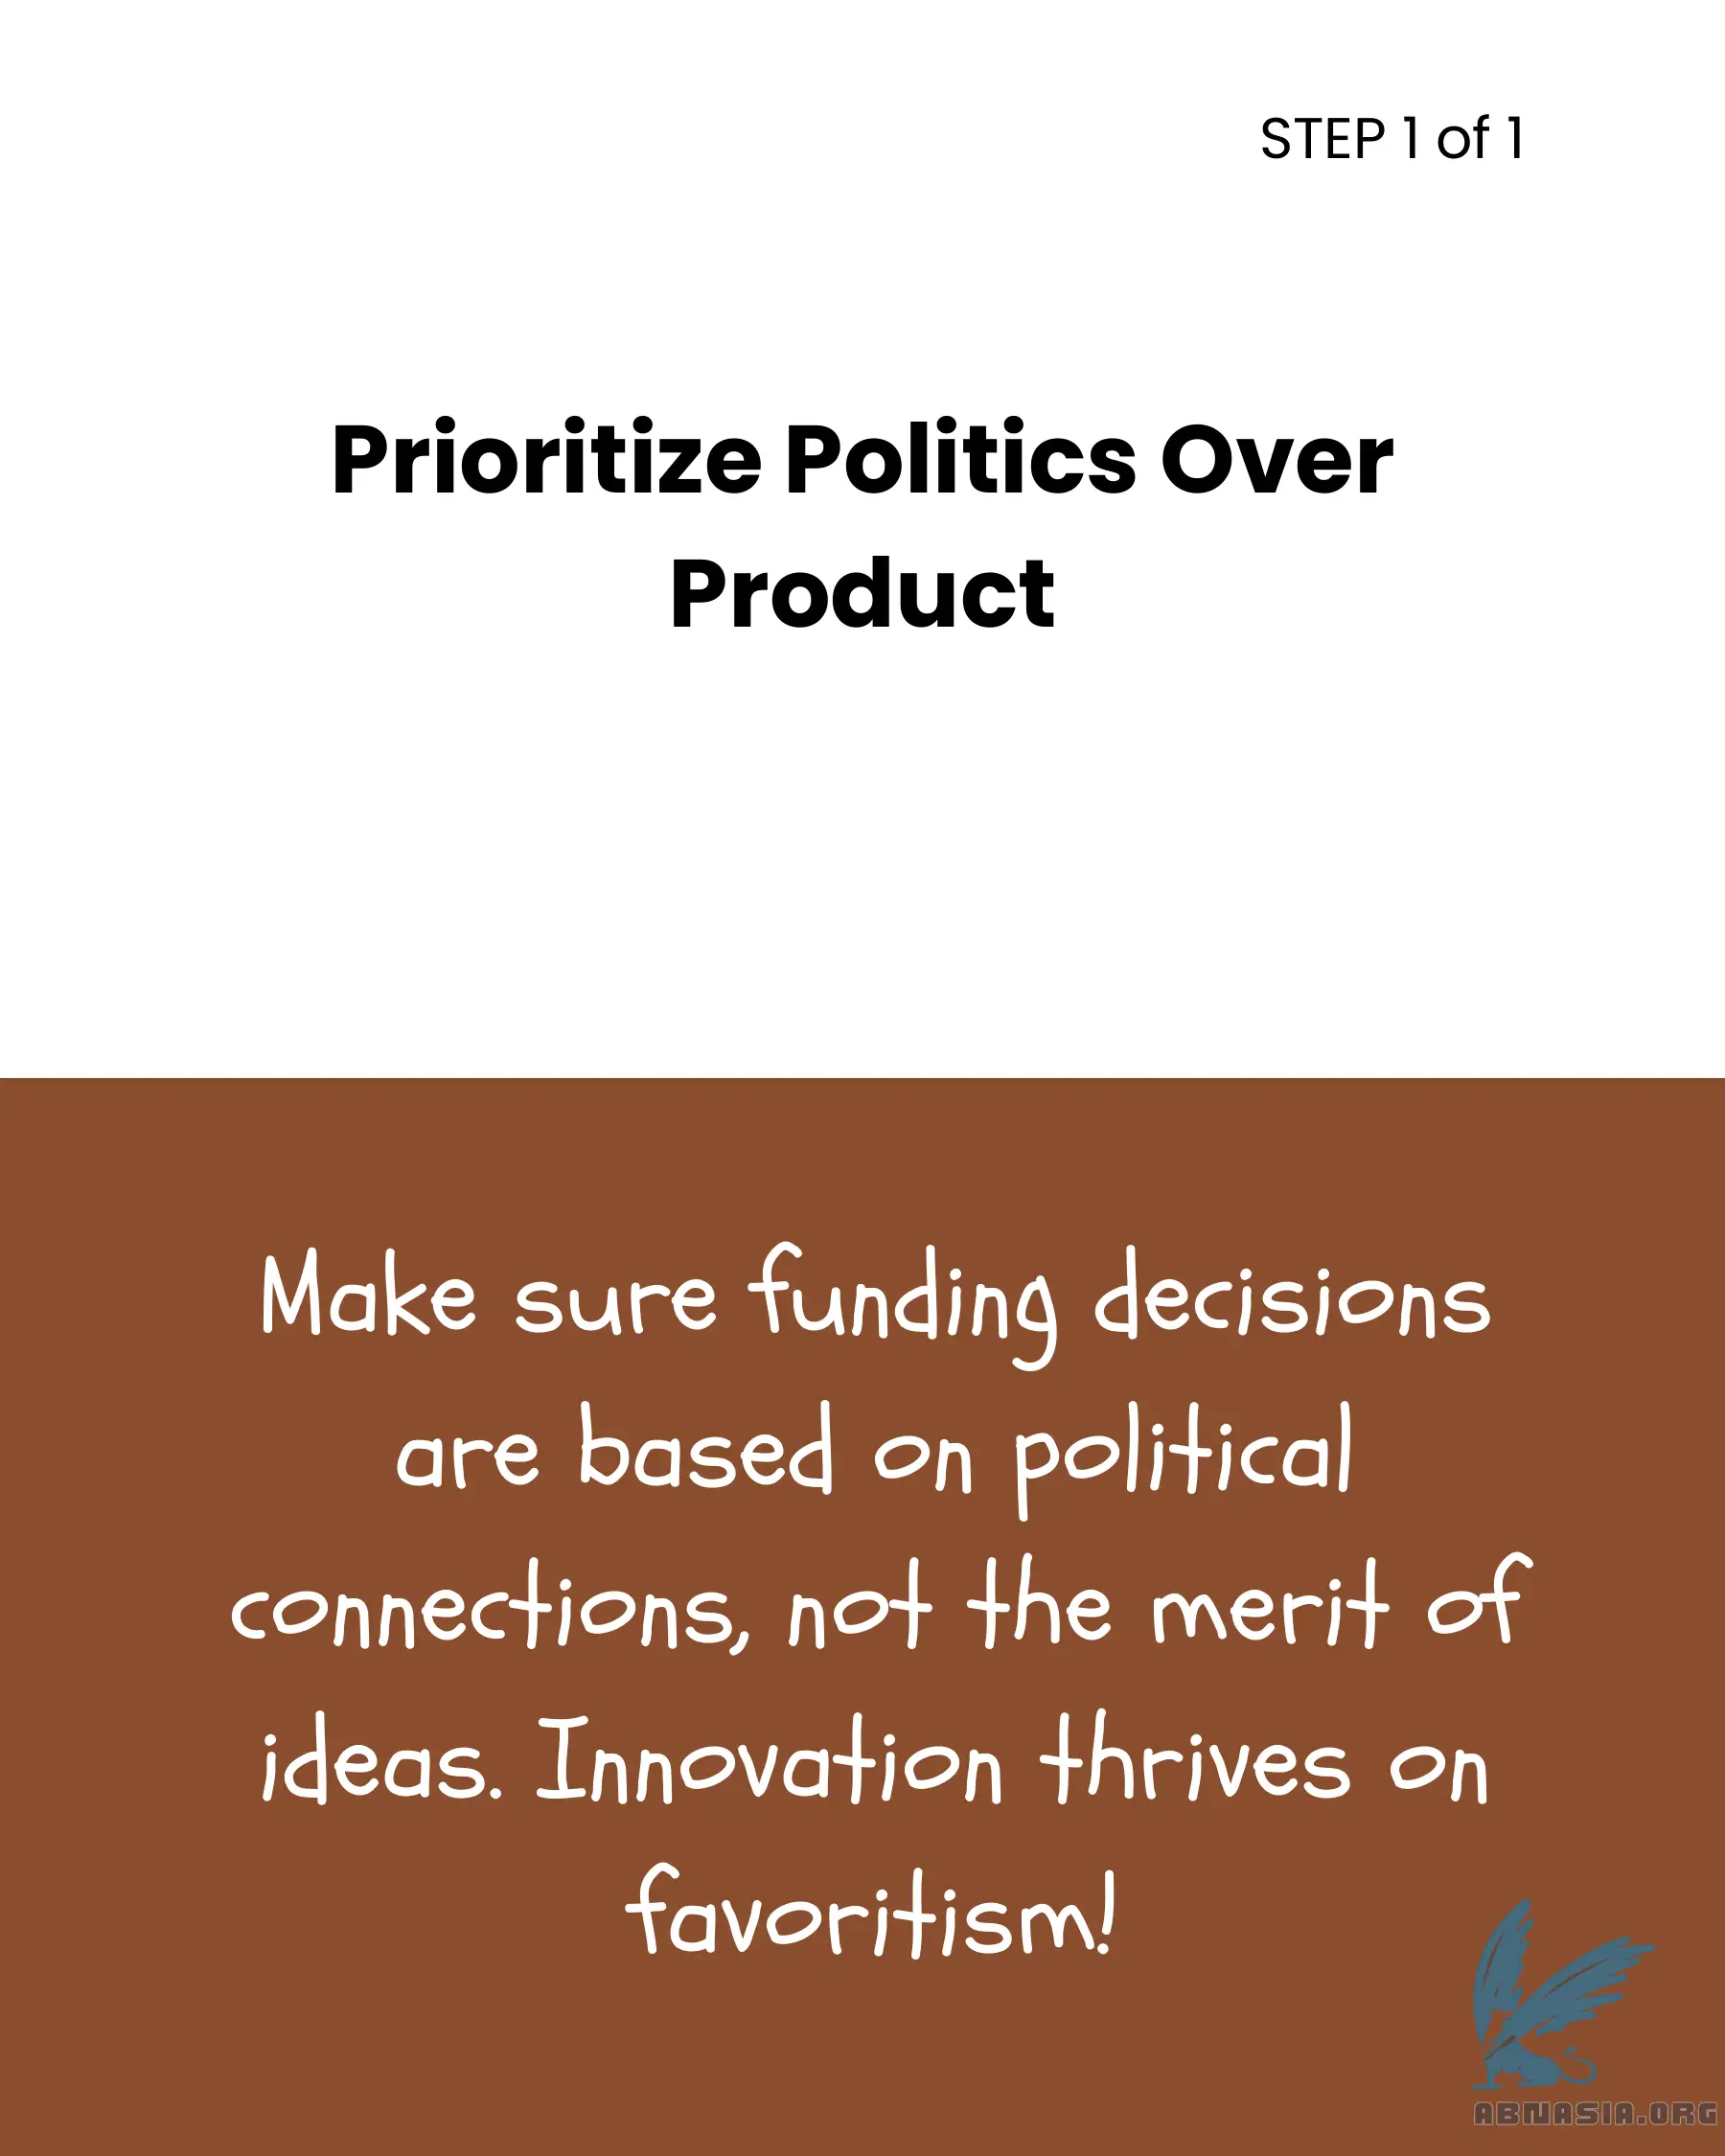 STEP 1 of 1
Prioritize Politics Over
Product
Make sure funding decisions
are based on political
connections, not the merit of
ideas. Innovation thrives on
favoritism!
ABNASIA.ORG